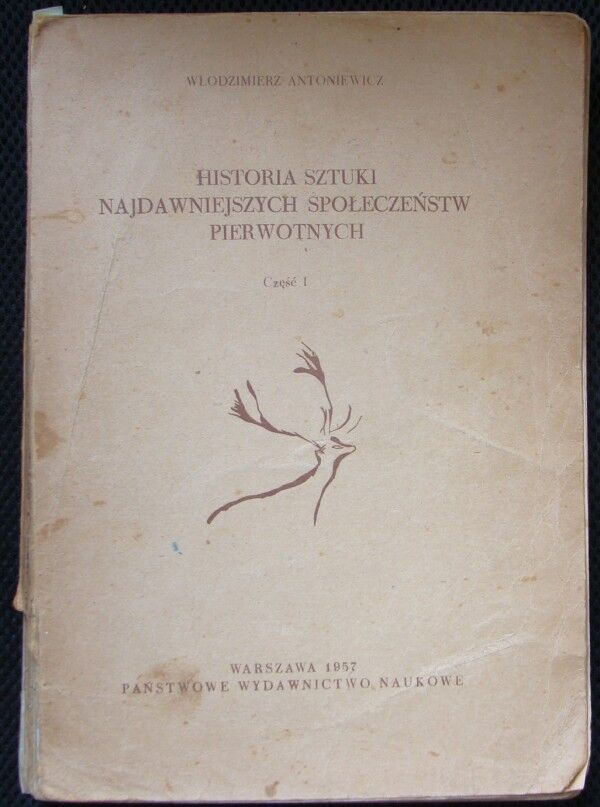 WŁODZIMIERZ ANTONIEWICZ
HISTORIA SZTUKI
NAJDAWNIEJSZYCH SPOŁECZEŃSTW
PIERWOTNYCH
Część I
WARSZAWA 1957
PAŃSTWOWE WYDAWNICTWO NAUKOWE